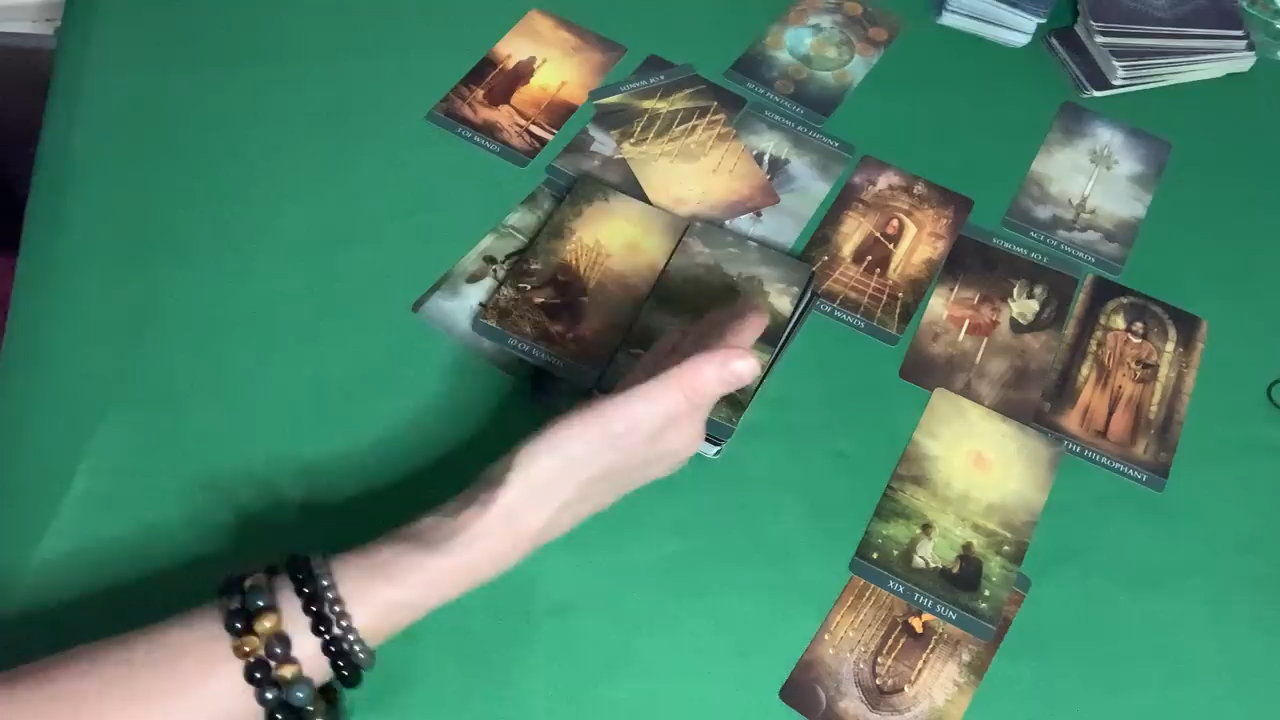 3 OF WANDS
8 OF WANDS
10 OF PENTACLES
KNIGHT OF SWORDS
ACE OF SWORDS
OF WANDS
3 OF SWORDS
10 OF WANDS
THE HIEROPHANT
XIX - THE SUN